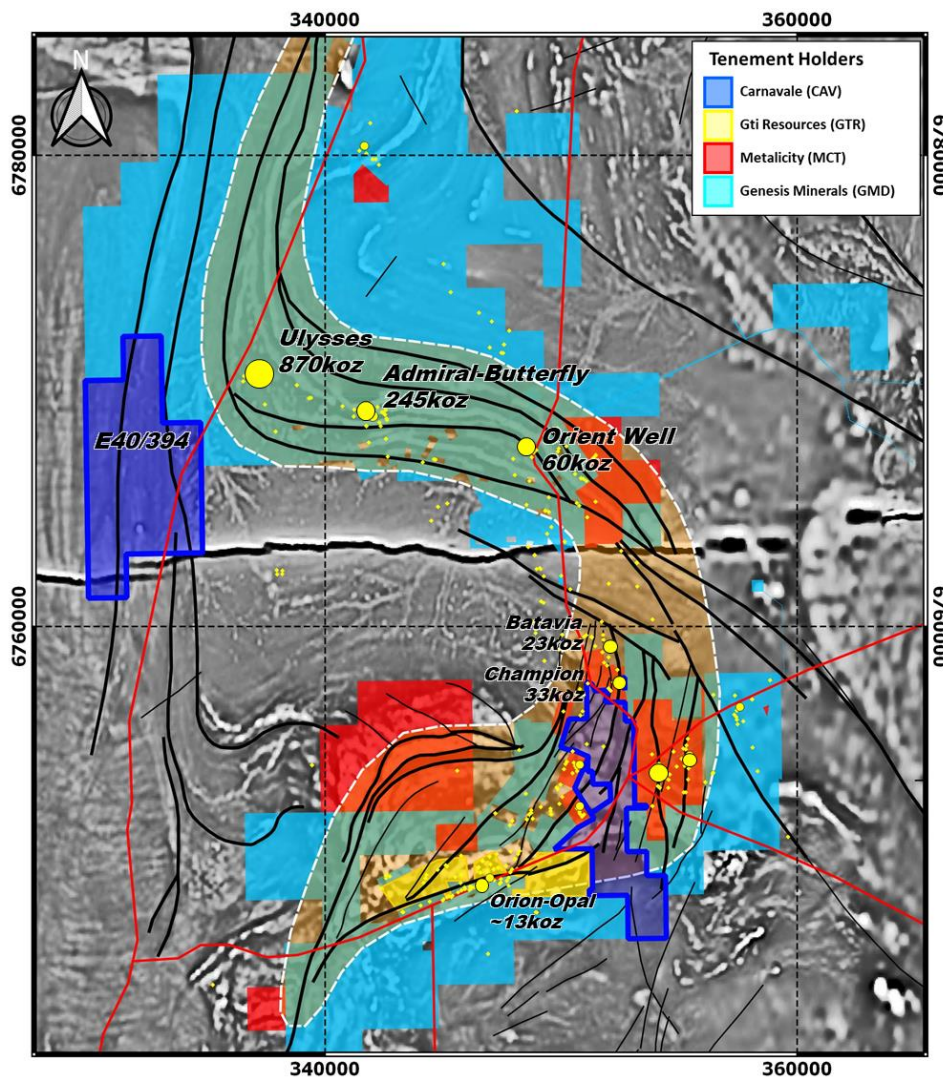 340000
360000
N
Tenement Holders
Carnavale (CAV)
Gti Resources (GTR)
Metalicity (MCT)
Genesis Minerals (GMD)
6780000
6780000
Ulysses
870koz
Admiral-Butterfly
245koz
E40/394
Orient Well
60koz
6760000
6760000
Batavia
23koz
Champion
33koz
Orion-Opal
~13koz
340000
360000